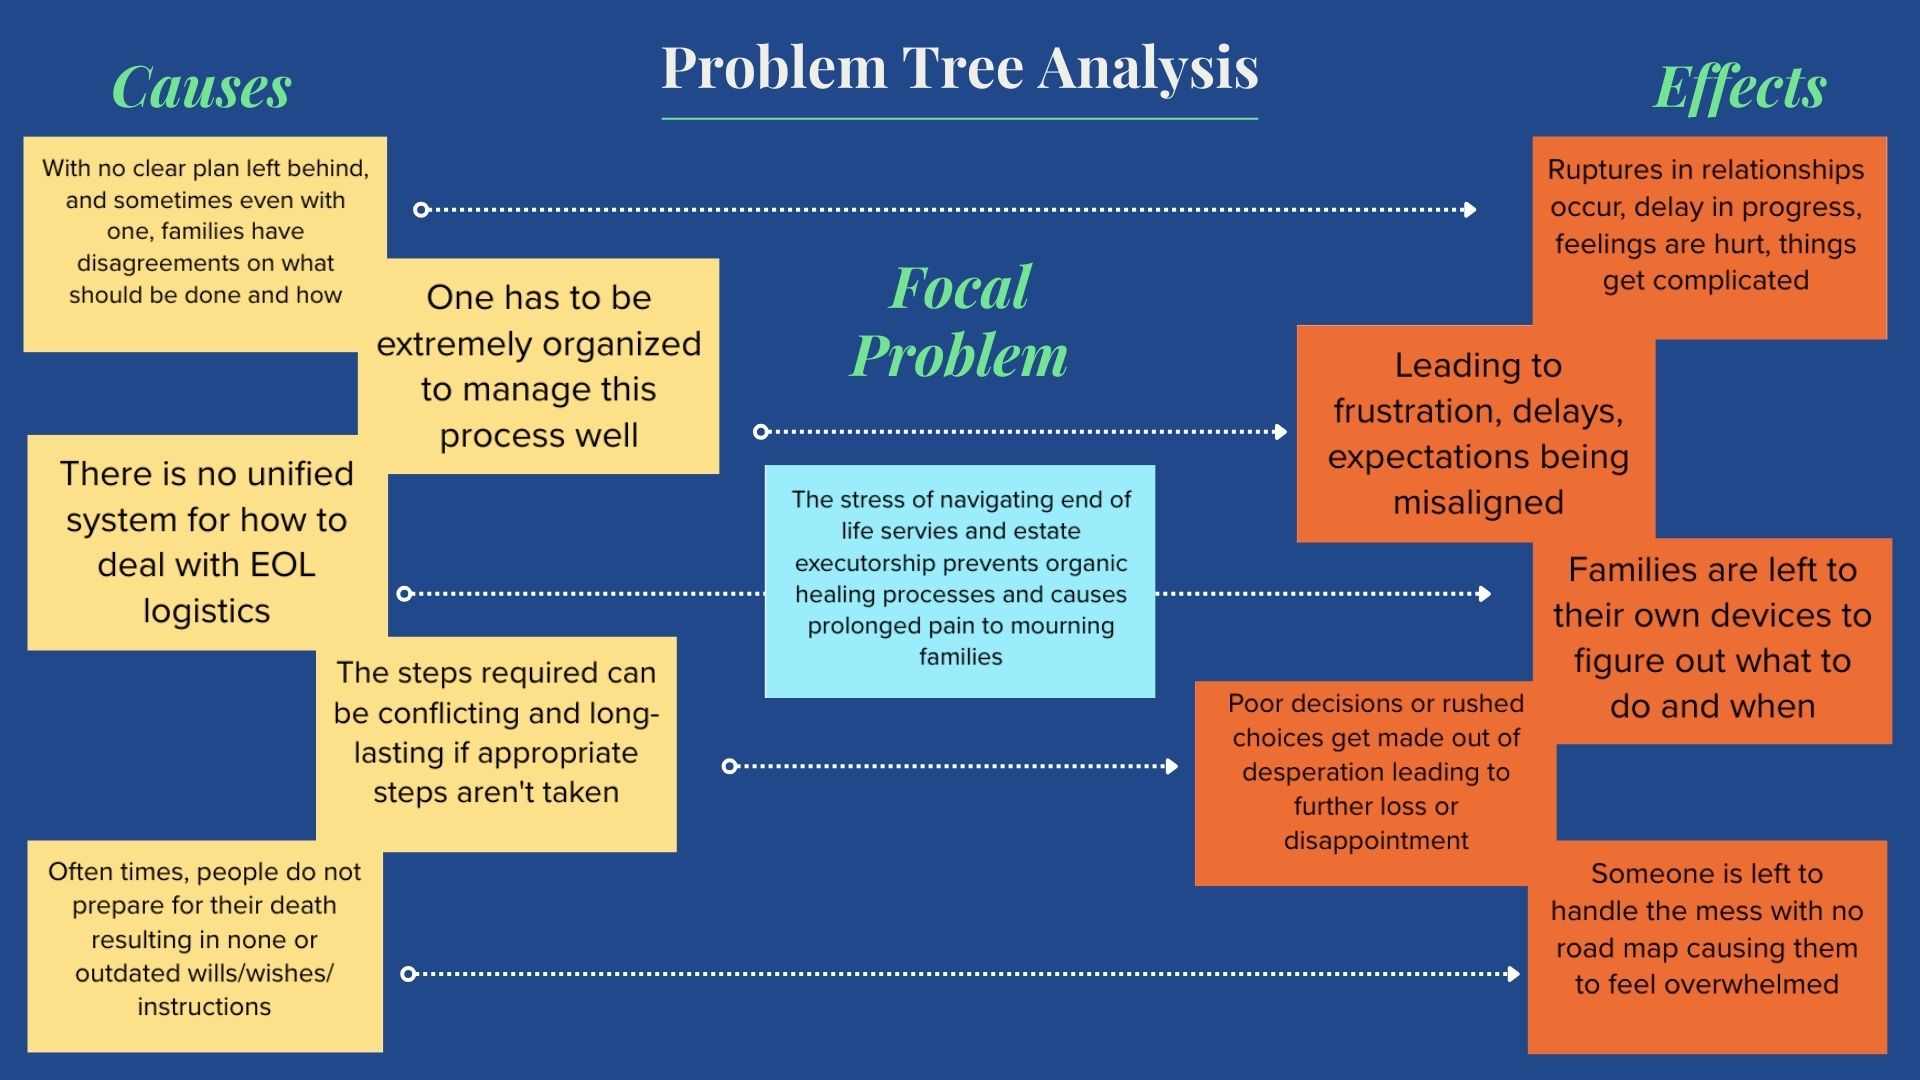 Problem Tree Analysis
Causes
Effects
With no clear plan left behind,
and sometimes even with
one, families have
disagreements on what
should be done and how
Ruptures in relationships
occur, delay in progress,
feelings are hurt, things
get complicated
One has to be
extremely organized
to manage this
process well
Focal
Problem
Leading to
frustration, delays,
expectations being
misaligned
There is no unified
system for how to
deal with EOL
logistics
The stress of navigating end of
life servies and estate
executorship prevents organic
healing processes and causes
prolonged pain to mourning
families
Families are left to
their own devices to
figure out what to
do and when
The steps required can
be conflicting and long-
lasting if appropriate
steps aren't taken
Poor decisions or rushed
choices get made out of
desperation leading to
further loss or
disappointment
Often times, people do not
prepare for their death
resulting in none or
outdated wills/wishes/
instructions
Someone is left to
handle the mess with no
road map causing them
to feel overwhelmed